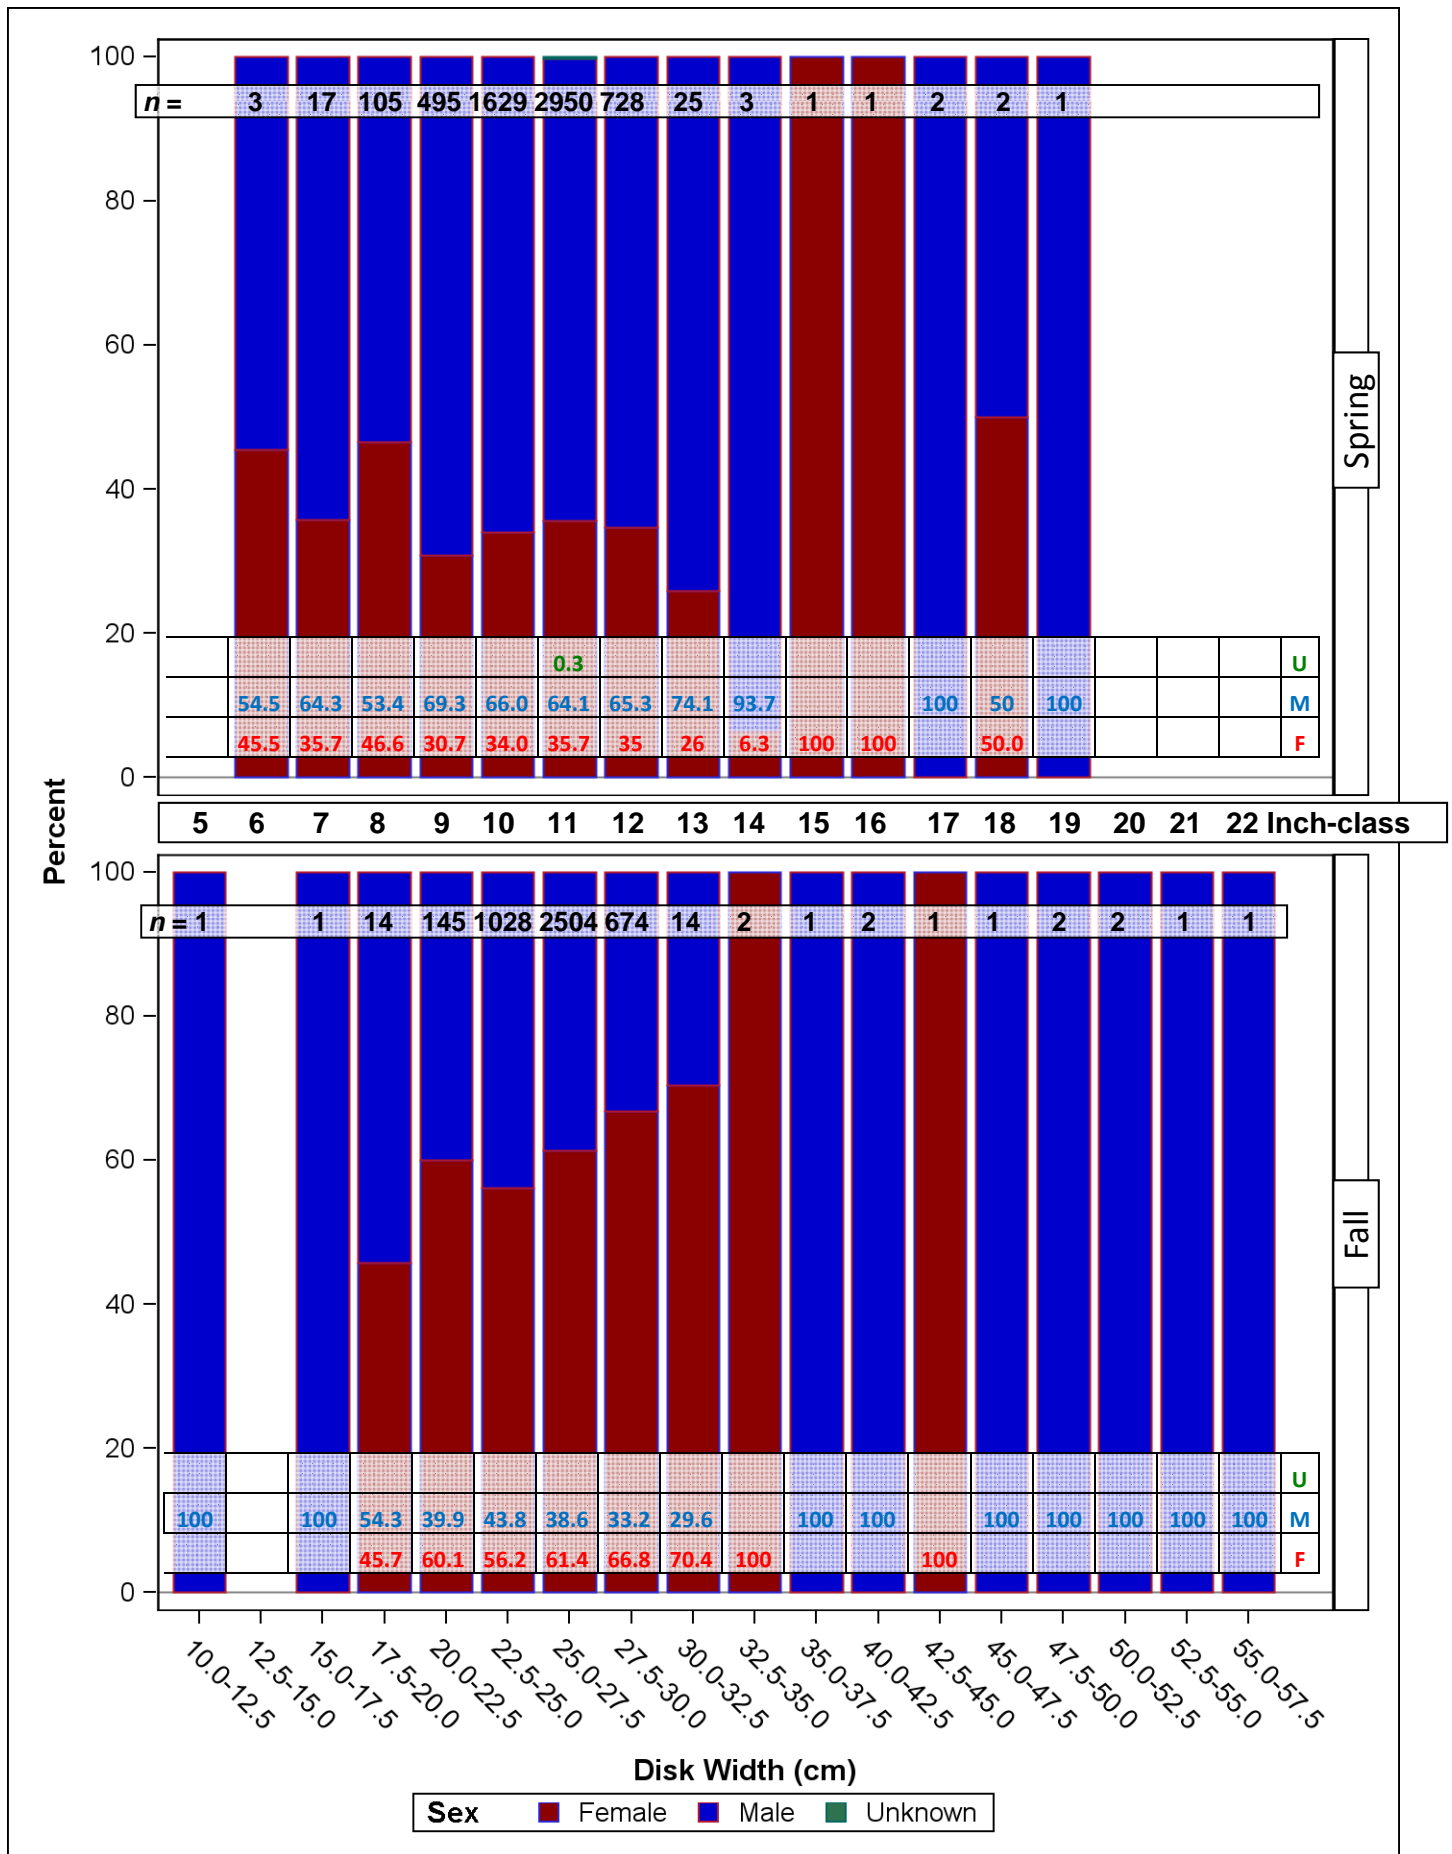 100
n = 3 17 105 495 1629 2950 728 25 3 1 1 2 2 1
80
60
40
20
0.3 U
54.5 64.3 53.4 69.3 66.0 64.1 65.3 74.1 93.7 100 50 100 M
45.5 35.7 46.6 30.7 34.0 35.7 35 26 6.3 100 100 50.0 F
0
Spring
5 6 7 8 9 10 11 12 13 14 15 16 17 18 19 20 21 22 Inch-class
Percent
100
n = 1 1 14 145 1028 2504 674 14 2 1 2 1 1 2 2 1 1
80
60
40
20
U
100 100 54.3 39.9 43.8 38.6 33.2 29.6 100 100 100 100 100 100 100 M
45.7 60.1 56.2 61.4 66.8 70.4 100 100 F
0
Fall
10.0-12.5
12.5-15.0
15.0-17.5
17.5-20.0
20.0-22.5
22.5-25.0
25.0-27.5
27.5-30.0
30.0-32.5
32.5-35.0
35.0-37.5
40.0-42.5
42.5-45.0
45.0-47.5
47.5-50.0
50.0-52.5
52.5-55.0
55.0-57.5
Disk Width (cm)
Sex Female Male Unknown